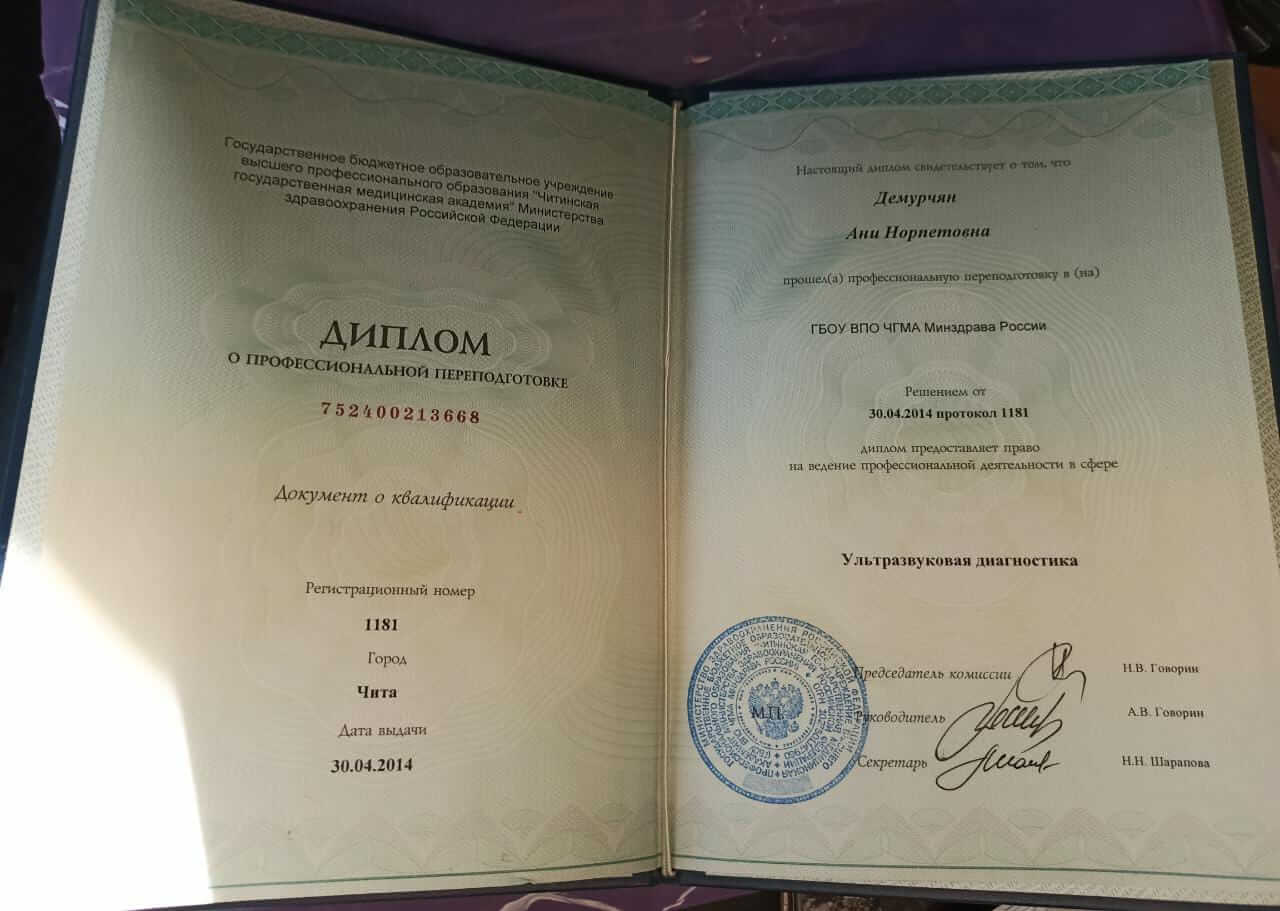 Государственное бюджетное образовательное учреждение
высшего профессионального образования "Читинская
государственная медицинская академия" Министерства
здравоохранения Российской Федерации
ДИПЛОМ
О ПРОФЕССИОНАЛЬНОЙ ПЕРЕПОДГОТОВКЕ
752400213668
Документ о квалификации
Регистрационный номер
1181
Город
Чита
Дата выдачи
30.04.2014
Настоящий диплом свидетельствует о том, что
Демурчян
Ани Норпетовна
прошел(а) профессиональную переподготовку в (на)
ГБОУ ВПО ЧГМА Минздрава России
Решением от
30.04.2014 протокол 1181
диплом предоставляет право
на ведение профессиональной деятельности в сфере
Ультразвуковая диагностика
М.П.
Председатель комиссии
Н.В. Говорин
Руководитель
А.В. Говорин
Секретарь
Н.Н. Шарапова